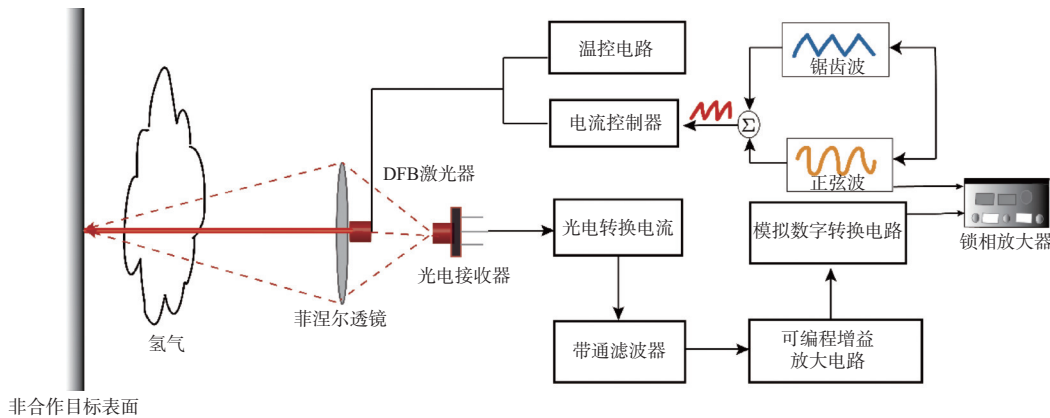 温控电路
锯齿波
电流控制器
Σ
正弦波
DFB激光器
光电转换电流
模拟数字转换电路
锁相放大器
光电接收器
菲涅尔透镜
氢气
带通滤波器
可编程增益
放大电路
非合作目标表面